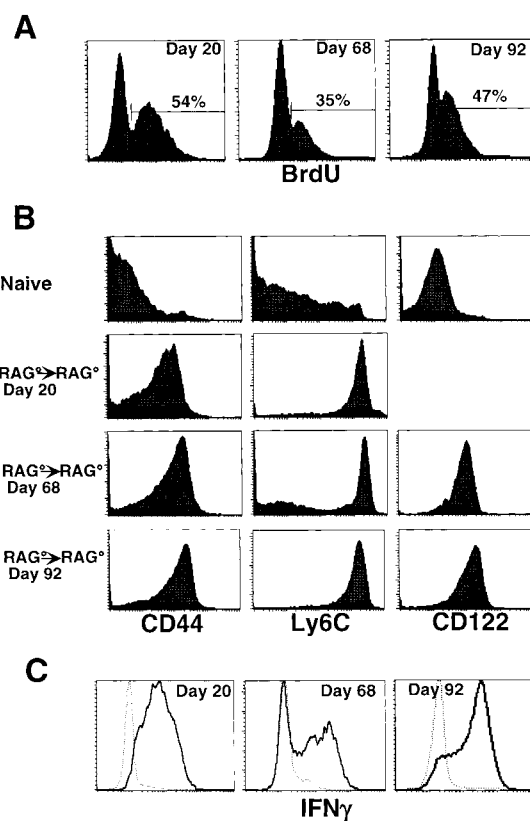 A
Day 20
Day 68
Day 92
54%
35%
47%
BrdU
B
Naive
RAG°→RAG°
Day 20
RAG°→RAG°
Day 68
RAG°→RAG°
Day 92
CD44
Ly6C
CD122
C
Day 20
Day 68
Day 92
IFNγ